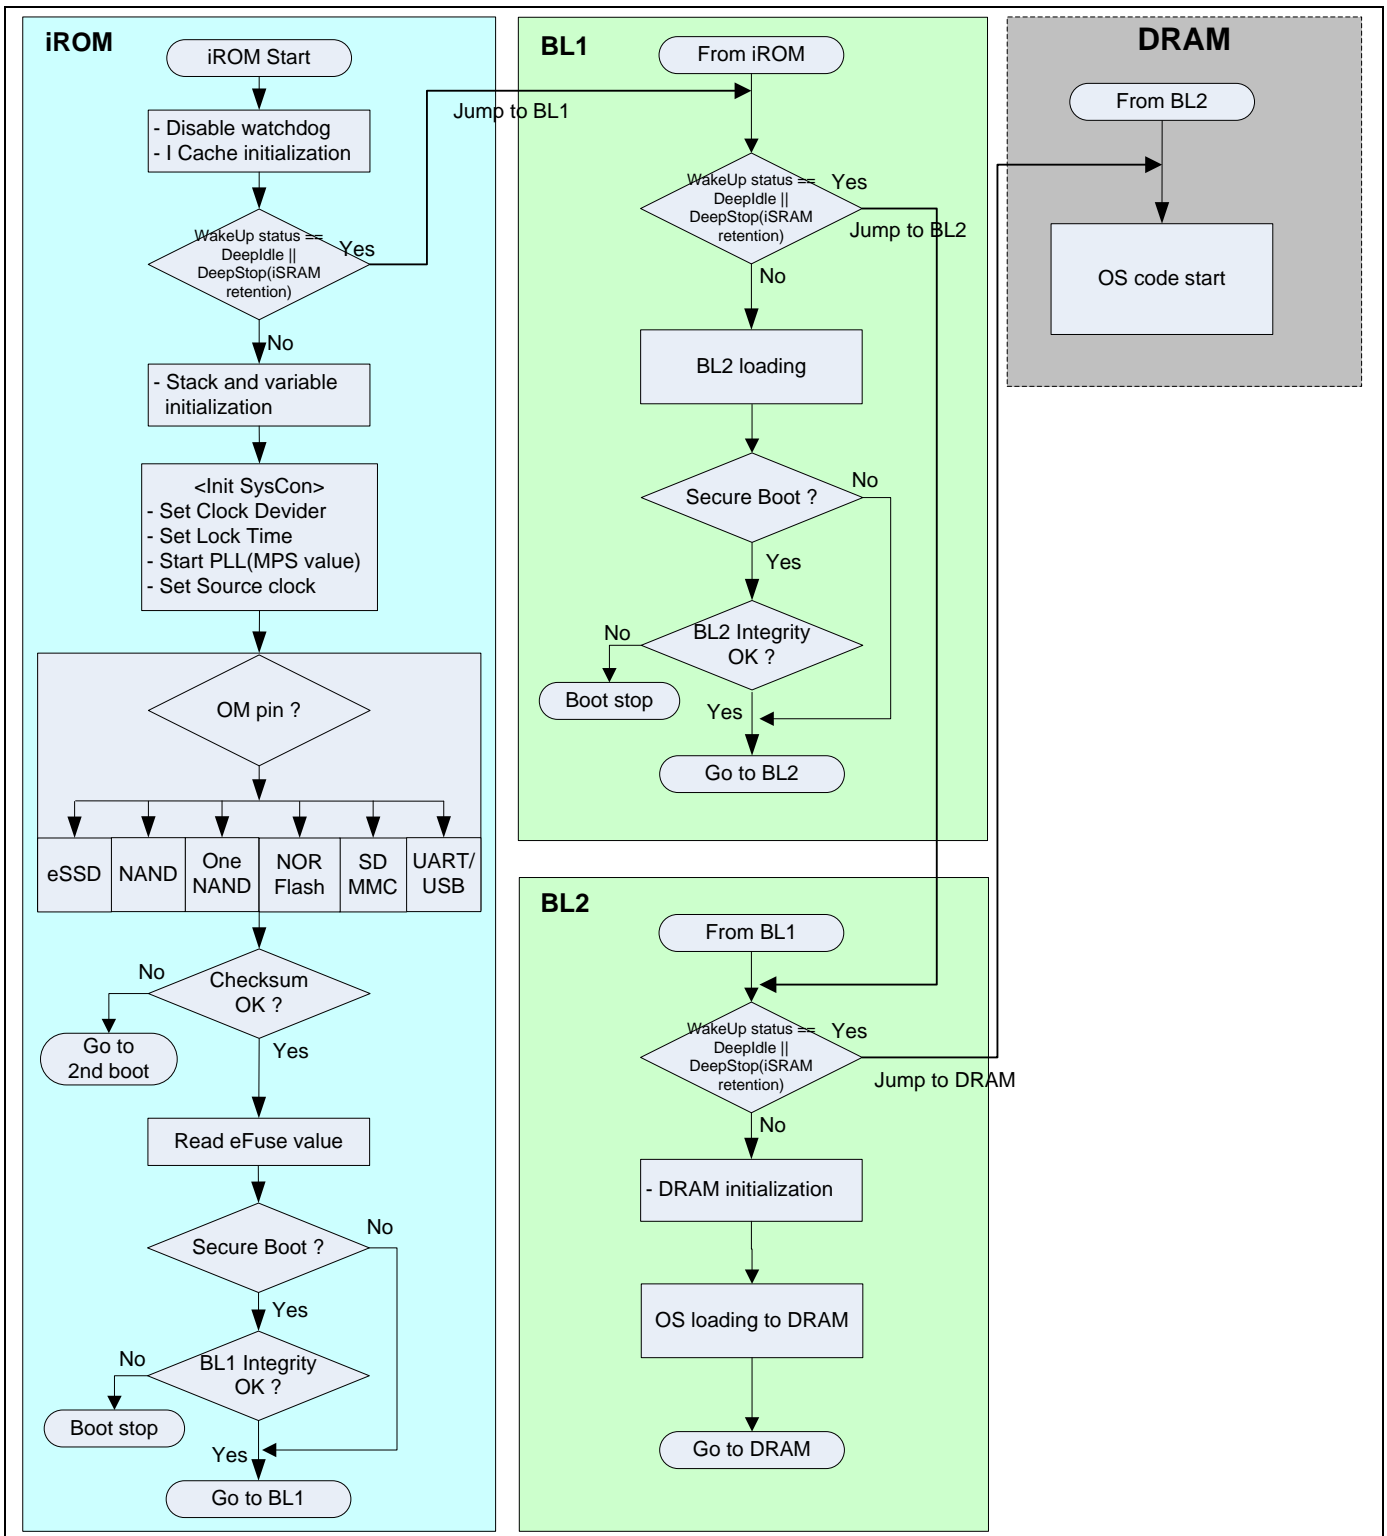 iROM
iROM Start
- Disable watchdog
- I Cache initialization
WakeUp status ==
DeepIdle ||
DeepStop(iSRAM
retention)
Yes
Jump to BL1
No
- Stack and variable
initialization
<Init SysCon>
- Set Clock Devider
- Set Lock Time
- Start PLL(MPS value)
- Set Source clock
OM pin ?
eSSD
NAND
One
NAND
NOR
Flash
SD
MMC
UART/
USB
Checksum
OK ?
No
Go to
2nd boot
Yes
Read eFuse value
Secure Boot ?
No
Yes
BL1 Integrity
OK ?
No
Boot stop
Yes
Go to BL1
BL1
From iROM
WakeUp status ==
DeepIdle ||
DeepStop(iSRAM
retention)
Yes
Jump to BL2
No
BL2 loading
Secure Boot ?
No
Yes
BL2 Integrity
OK ?
No
Boot stop
Yes
Go to BL2
BL2
From BL1
WakeUp status ==
DeepIdle ||
DeepStop(iSRAM
retention)
Yes
Jump to DRAM
No
- DRAM initialization
OS loading to DRAM
Go to DRAM
DRAM
From BL2
OS code start